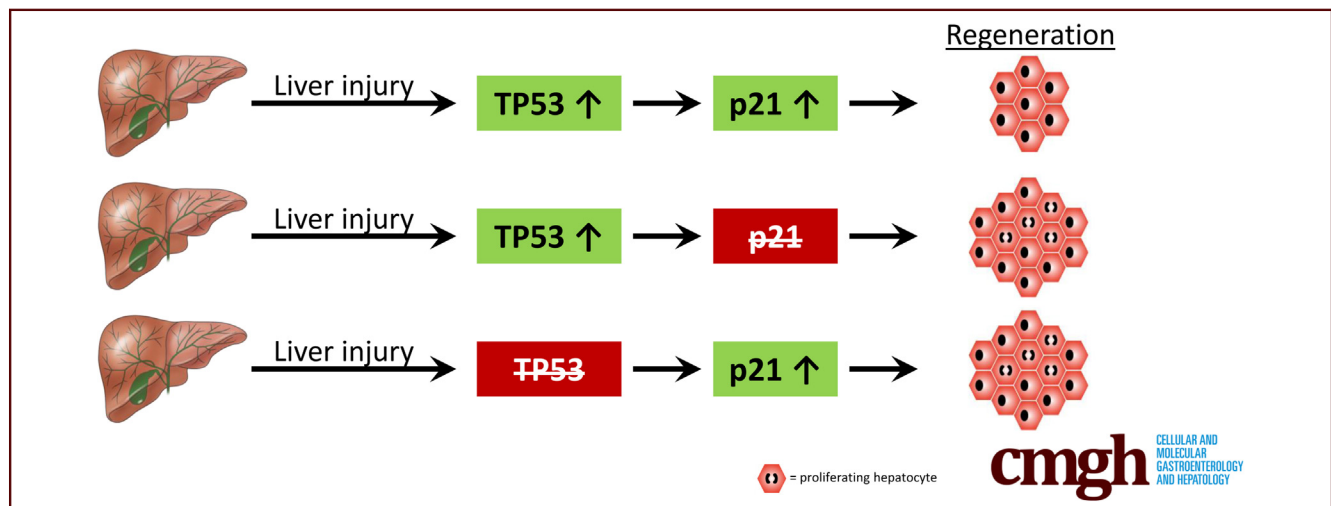 Regeneration
Liver injury
TP53 ↑
p21 ↑
Liver injury
TP53 ↑
p21
Liver injury
TP53
p21 ↑
= proliferating hepatocyte
cmgh
CELLULAR AND
MOLECULAR
GASTROENTEROLOGY
AND HEPATOLOGY